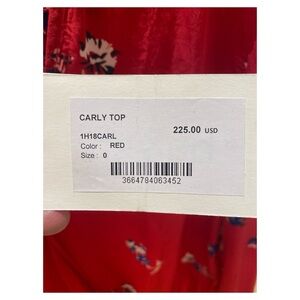 CARLY TOP
225.00 USD
1H18CARL
Color : RED
Size : 0
3664784063452